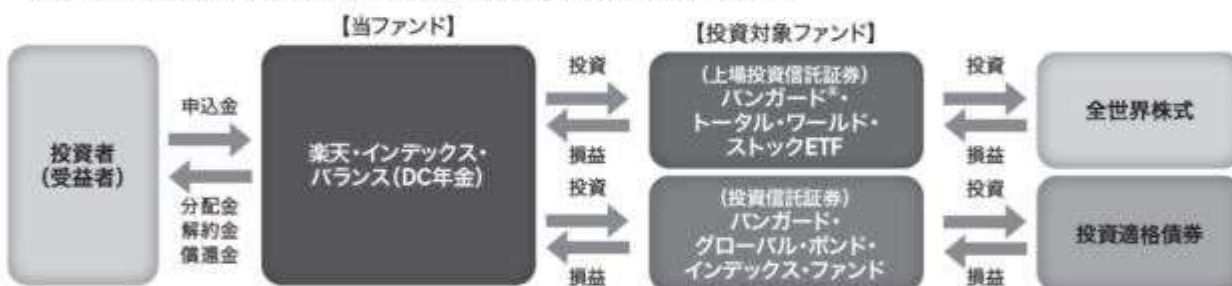 【当ファンド】
【投資対象ファンド】
投資者
(受益者)
申込金
分配金
解約金
償還金
楽天・インデックス・
バランス(DC年金)
投資
損益
投資
損益
(上場投資信託証券)
バンガード®・
トータル・ワールド・
ストックETF
(投資信託証券)
バンガード・
グローバル・ボンド・
インデックス・ファンド
投資
損益
投資
損益
全世界株式
投資適格債券